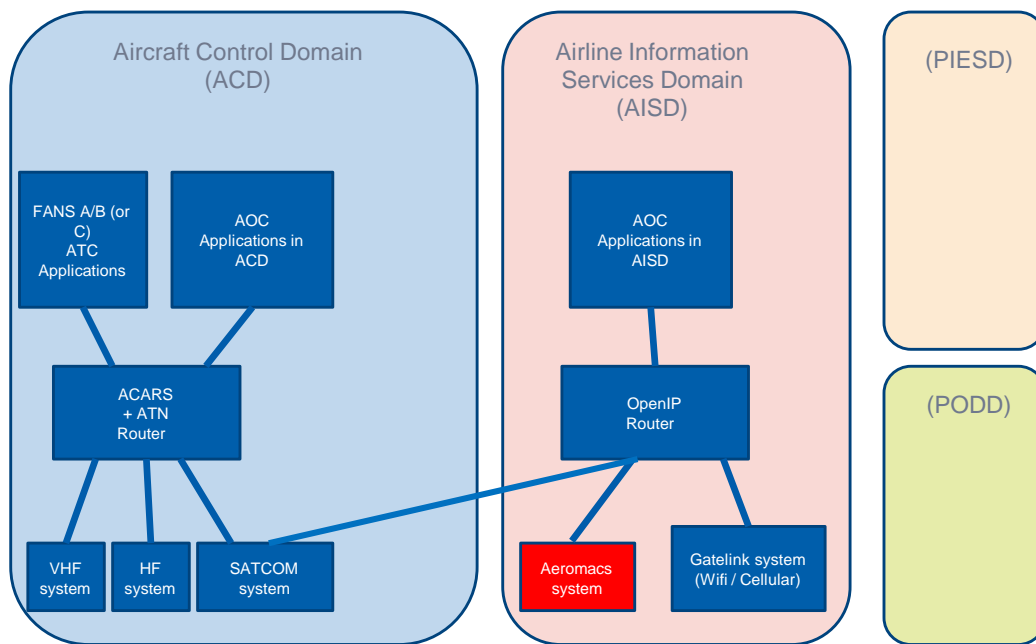 Aircraft Control Domain
(ACD)
Airline Information
Services Domain
(AISD)
(PIESD)
(PODD)
FANS A/B (or
C)
ATC
Applications
AOC
Applications in
ACD
AOC
Applications in
AISD
ACARS
+ ATN
Router
OpenIP
Router
VHF
system
HF
system
SATCOM
system
Aeromacs
system
Gatelink system
(Wifi / Cellular)